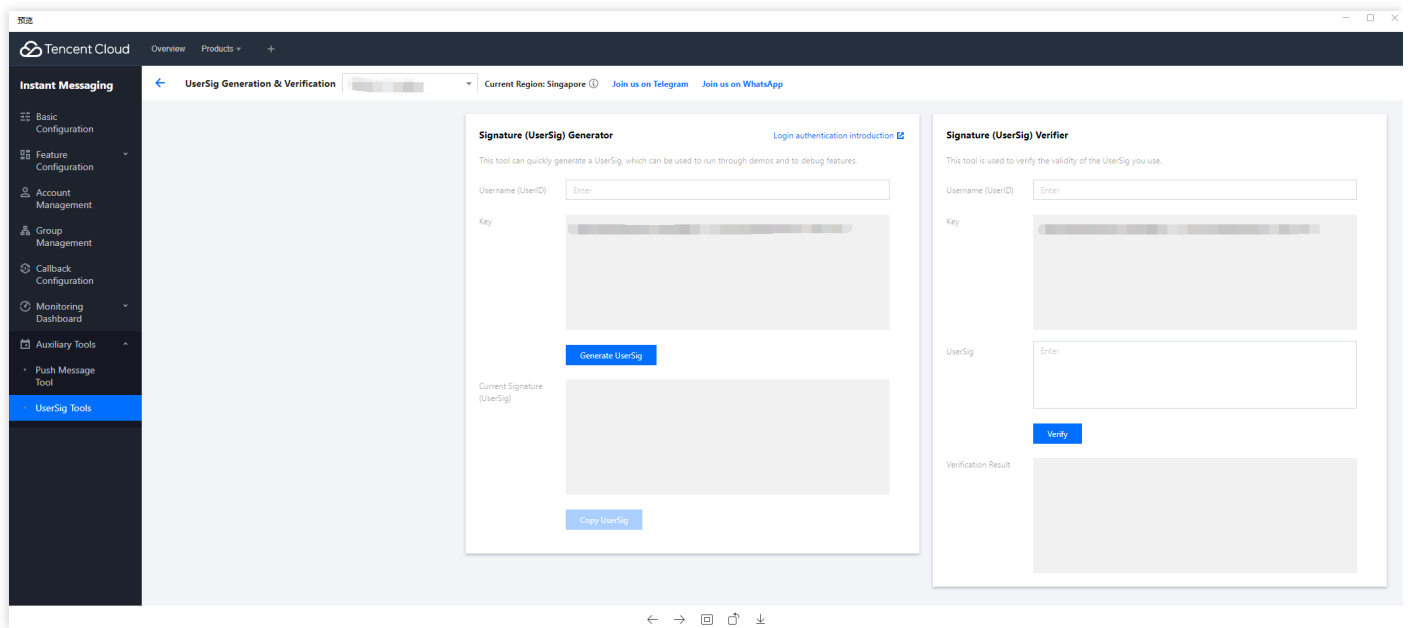 预览
Tencent Cloud
Overview
Products
Instant Messaging
UserSig Generation & Verification
Current Region: Singapore
Join us on Telegram
Join us on WhatsApp
Basic
Configuration
Feature
Configuration
Account
Management
Group
Management
Callback
Configuration
Monitoring
Dashboard
Auxiliary Tools
Push Message
Tool
UserSig Tools
Signature (UserSig) Generator
Login authentication introduction
This tool can quickly generate a UserSig, which can be used to run through demos and to debug features.
Username (UserID)
Enter
Key
Generate UserSig
Current Signature
(UserSig)
Copy UserSig
Signature (UserSig) Verifier
This tool is used to verify the validity of the UserSig you use.
Username (UserID)
Enter
Key
UserSig
Enter
Verify
Verification Result